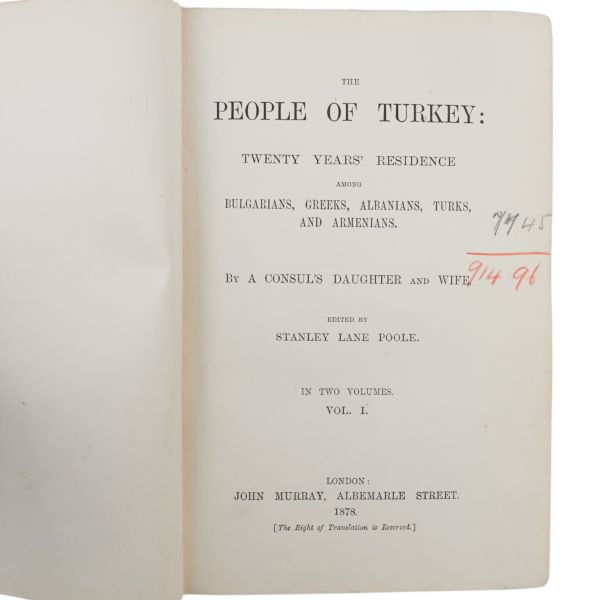 THE
PEOPLE OF TURKEY:
TWENTY YEARS' RESIDENCE
AMONG
BULGARIANS, GREEKS, ALBANIANS, TURKS,
AND ARMENIANS.
45
914.96
BY A CONSUL'S DAUGHTER AND WIFE.
EDITED BY
STANLEY LANE POOLE.
IN TWO VOLUMES.
VOL. I.
LONDON:
JOHN MURRAY, ALBEMARLE STREET.
1878.
[The Right of Translation is Reserved.]